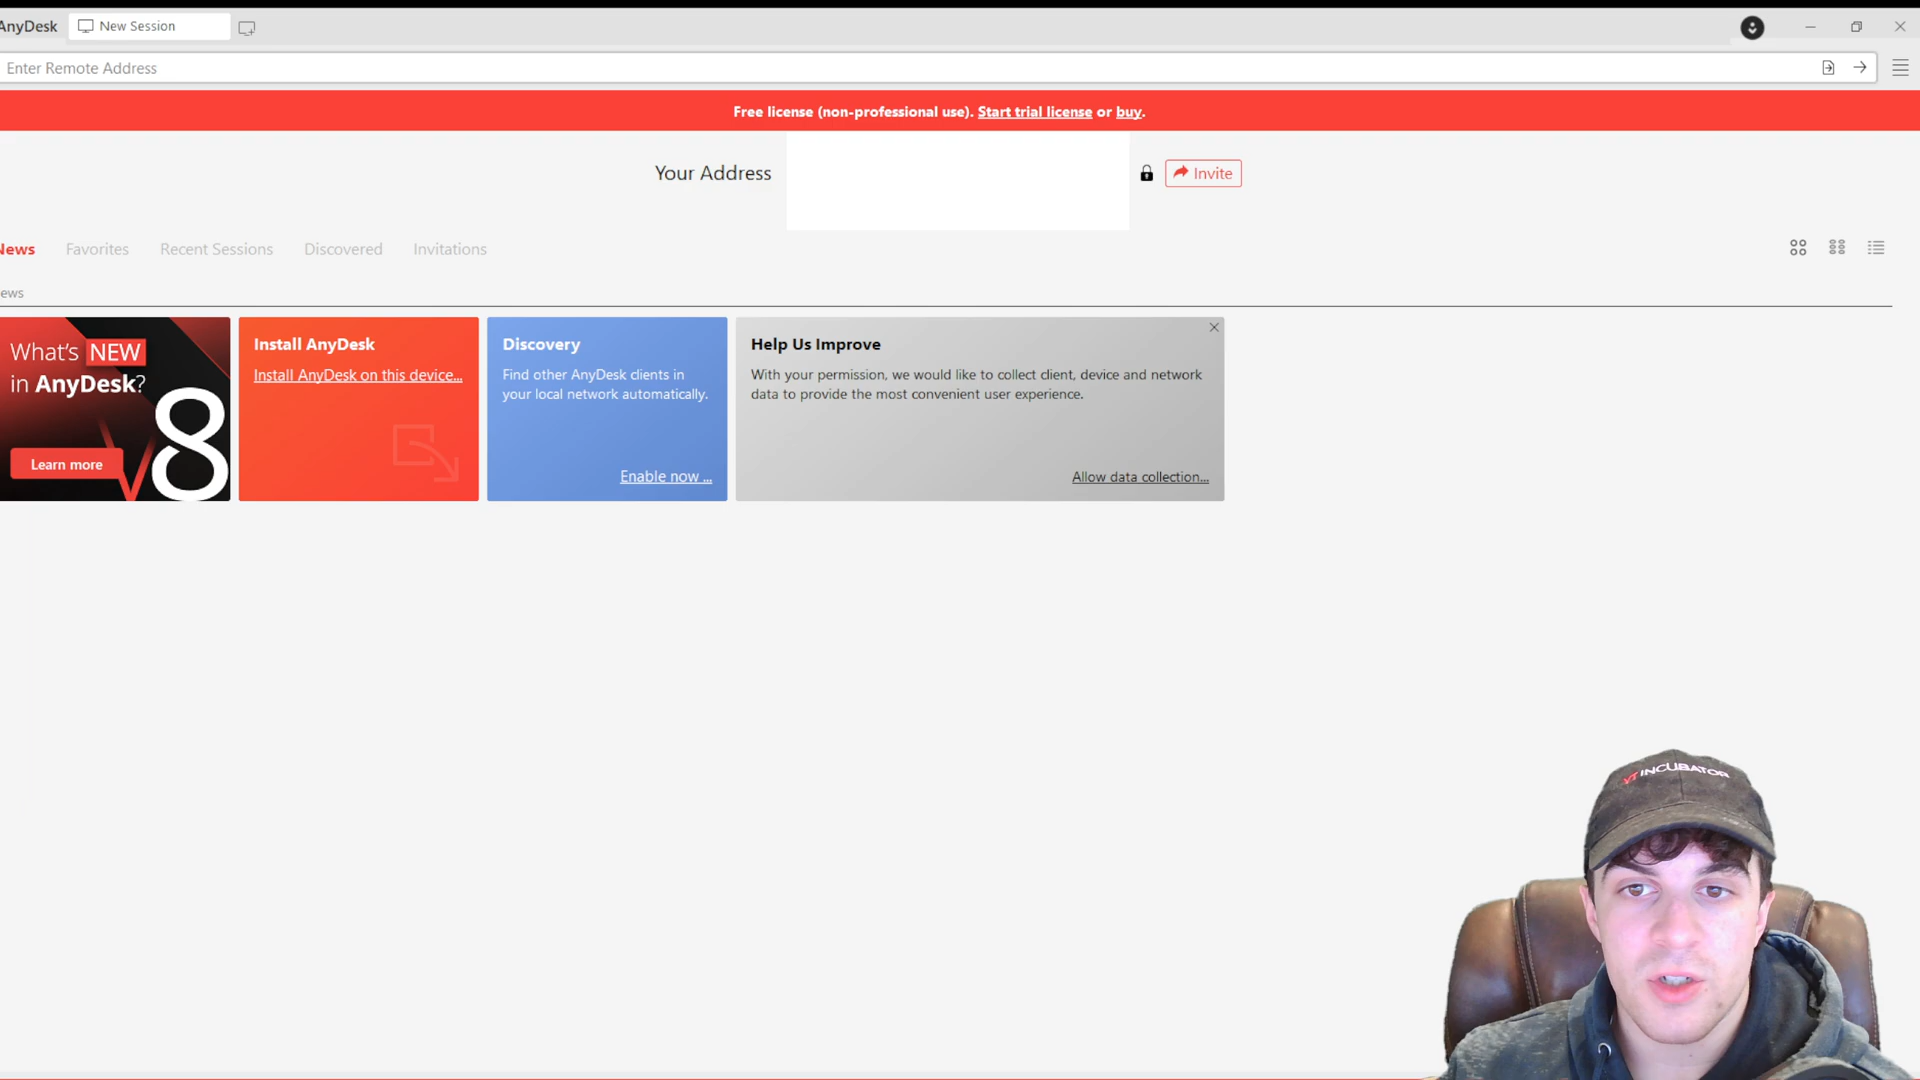 AnyDesk
New Session
Enter Remote Address
Free license (non-professional use). Start trial license or buy.
Your Address
Invite
News
Favorites
Recent Sessions
Discovered
Invitations
ews
What's NEW
in AnyDesk?
8
Learn more
Install AnyDesk
Install AnyDesk on this device...
Discovery
Find other AnyDesk clients in
your local network automatically.
Enable now ...
Help Us Improve
With your permission, we would like to collect client, device and network
data to provide the most convenient user experience.
Allow data collection...
YT INCUBATOR